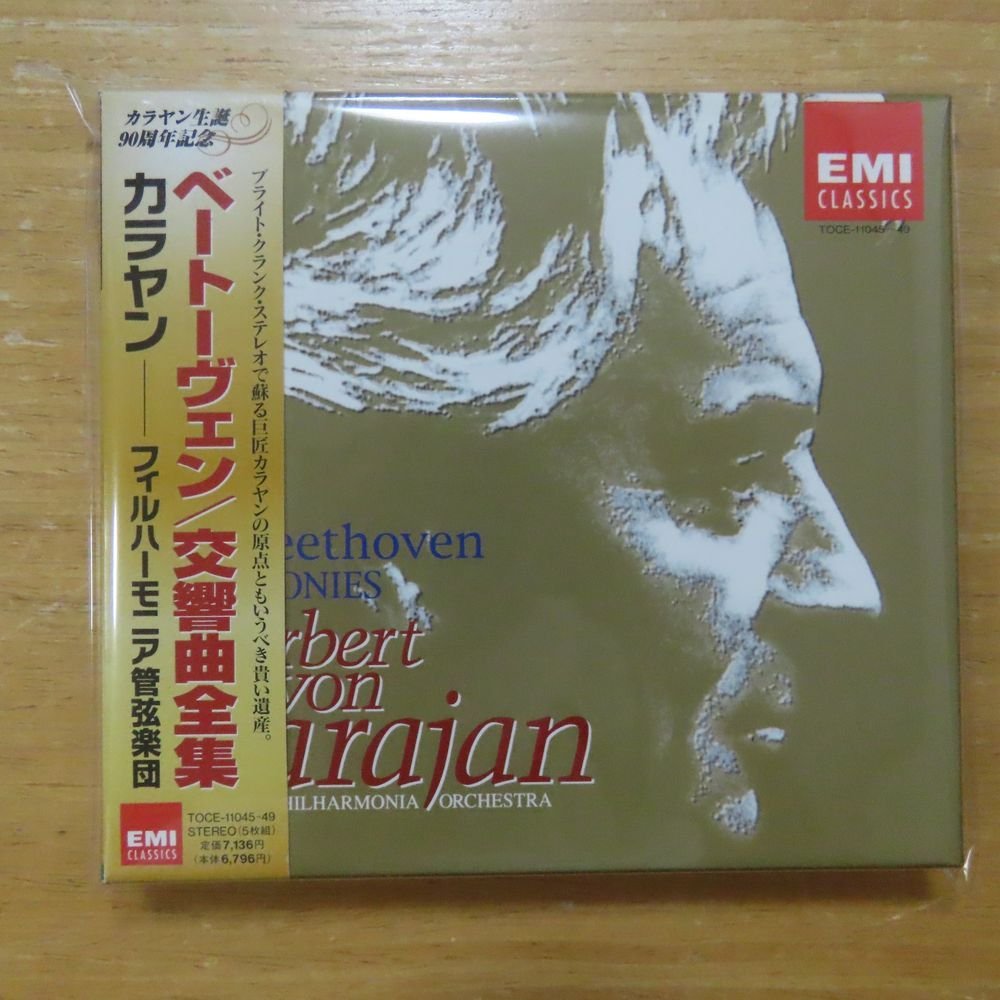 カラヤン生誕
90周年記念
ブライト・クランク・ステレオで蘇る巨匠カラヤンの原点ともいうべき貴い遺産。
ベートーヴェン/交響曲全集
カラヤン――フィルハーモニア管弦楽団
EMI
CLASSICS
TOCE-11045~49
STEREO(5枚組)
定価7,136円
(本体6,796円)
EMI
CLASSICS
TOCE-11045~49
eethoven
ONIES
rbert
von
arajan
HILHARMONIA ORCHESTRA